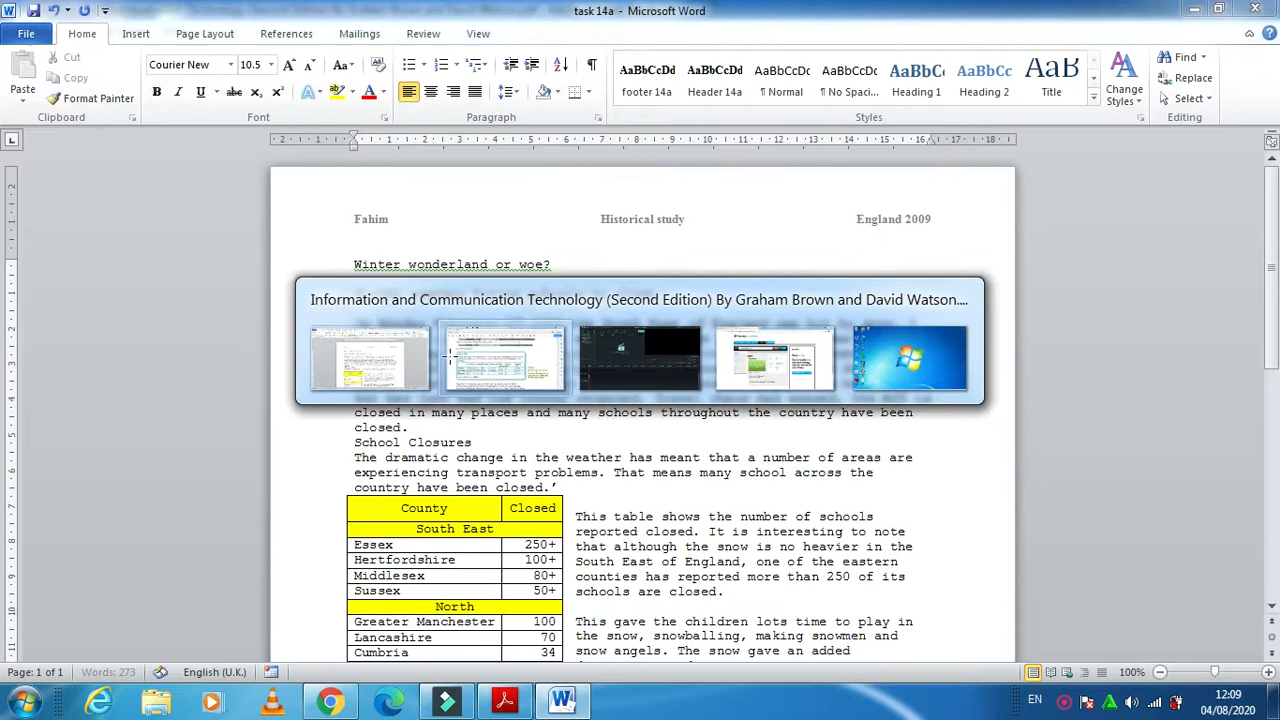 task 14a - Microsoft Word
File Home Insert Page Layout References Mailings Review View
Cut
Copy
Format Painter
Paste
Clipboard
Courier New 10.5
Font
Paragraph
AaBbCcDd AaBbCcDd AaBbCcDc AaBbCcDc AaBbCc AaBbCc AaB
footer 14a Header 14a ¶ Normal ¶ No Spaci... Heading 1 Heading 2 Title
Change Styles
Styles
Find
Replace
Select
Editing
Fahim Historical study England 2009
Winter wonderland or woe?
Information and Communication Technology (Second Edition) By Graham Brown and David Watson....
closed in many places and many schools throughout the country have been
closed.
School Closures
The dramatic change in the weather has meant that a number of areas are
experiencing transport problems. That means many school across the
country have been closed.’
County Closed
South East
Essex 250+
Hertfordshire 100+
Middlesex 80+
Sussex 50+
North
Greater Manchester 100
Lancashire 70
Cumbria 34
This table shows the number of schools
reported closed. It is interesting to note
that although the snow is no heavier in the
South East of England, one of the eastern
counties has reported more than 250 of its
schools are closed.
This gave the children lots time to play in
the snow, snowballing, making snowmen and
snow angels. The snow gave an added
Page: 1 of 1 Words: 273 English (U.K.) 100%
EN 12:09
04/08/2020